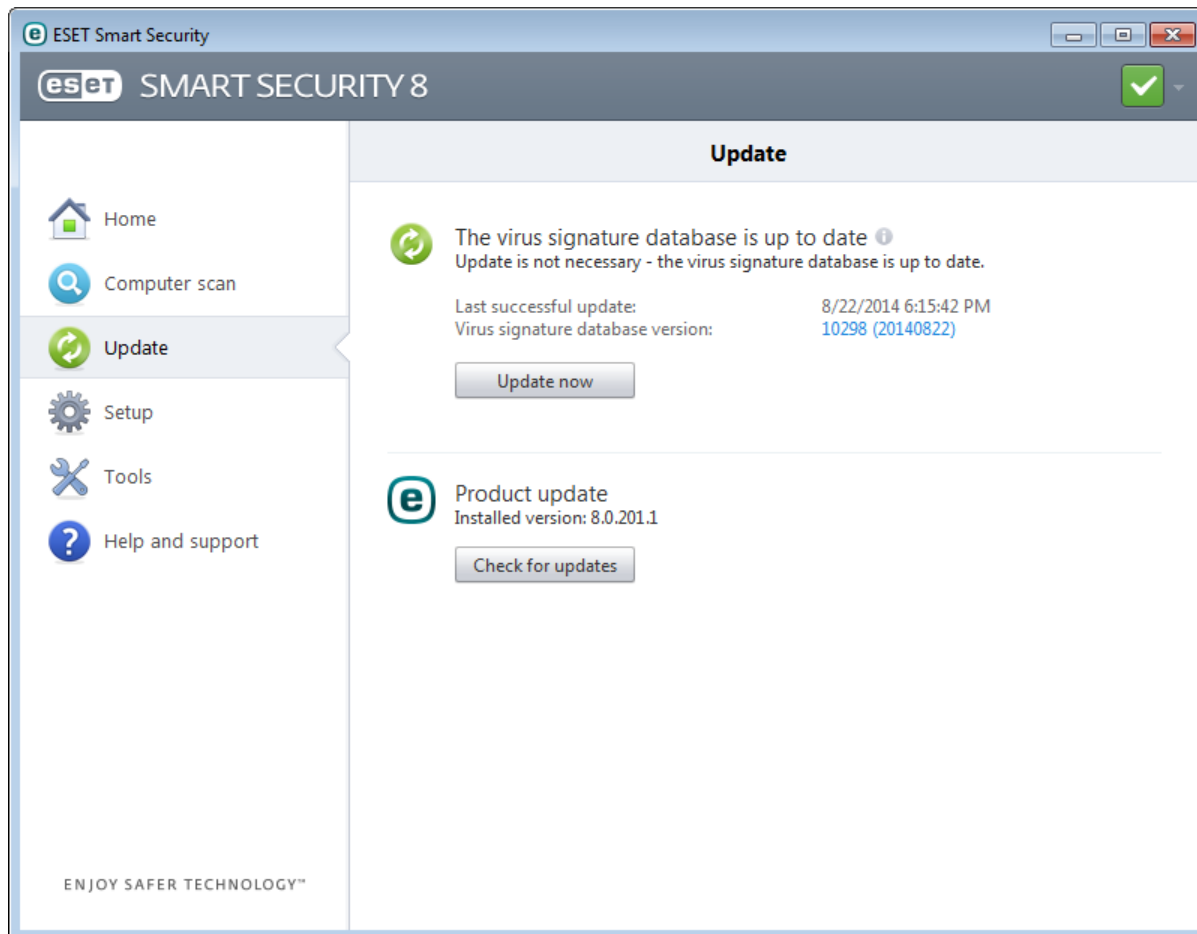 ESET Smart Security
eset SMART SECURITY 8
Update
Home
Computer scan
Update
Setup
Tools
Help and support
The virus signature database is up to date
Update is not necessary - the virus signature database is up to date.
Last successful update: 8/22/2014 6:15:42 PM
Virus signature database version: 10298 (20140822)
Update now
Product update
Installed version: 8.0.201.1
Check for updates
ENJOY SAFER TECHNOLOGY™